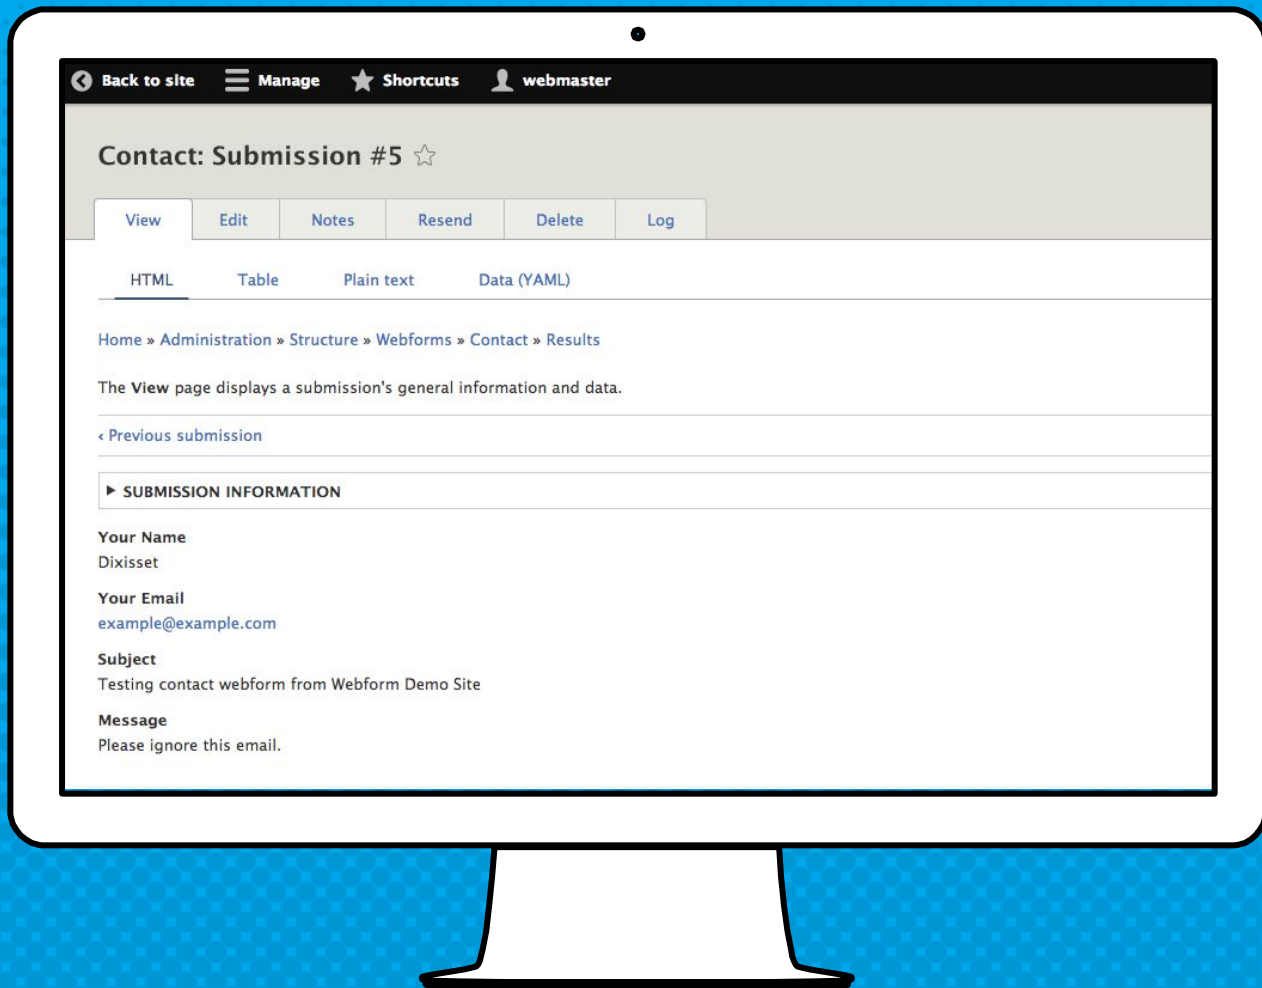 Back to site Manage Shortcuts webmaster
Contact: Submission #5
View Edit Notes Resend Delete Log
HTML Table Plain text Data (YAML)
Home » Administration » Structure » Webforms » Contact » Results
The View page displays a submission's general information and data.
‹ Previous submission
SUBMISSION INFORMATION
Your Name
Dixisset
Your Email
example@example.com
Subject
Testing contact webform from Webform Demo Site
Message
Please ignore this email.